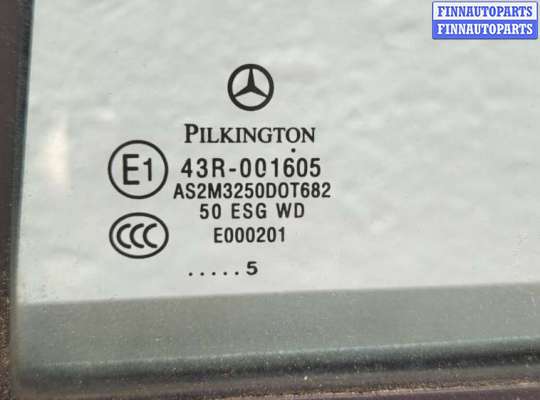 FINNAUTOPARTS
FINNAUTOPARTS
PILKINGTON
E1 43R-001605
AS2M3250DOT682
50 ESG WD
CCC E000201
.....5